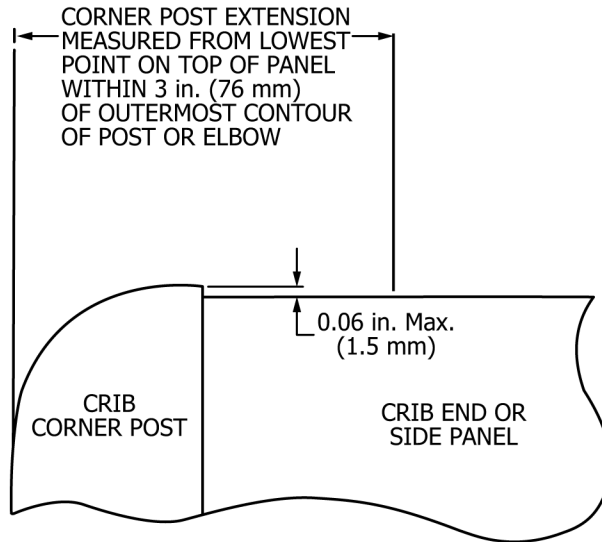 CORNER POST EXTENSION
MEASURED FROM LOWEST
POINT ON TOP OF PANEL
WITHIN 3 in. (76 mm)
OF OUTERMOST CONTOUR
OF POST OR ELBOW
0.06 in. Max.
(1.5 mm)
CRIB
CORNER POST
CRIB END OR
SIDE PANEL